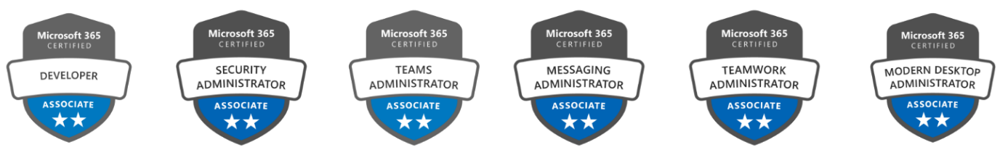 Microsoft 365
CERTIFIED
DEVELOPER
ASSOCIATE
Microsoft 365
CERTIFIED
SECURITY
ADMINISTRATOR
ASSOCIATE
Microsoft 365
CERTIFIED
TEAMS
ADMINISTRATOR
ASSOCIATE
Microsoft 365
CERTIFIED
MESSAGING
ADMINISTRATOR
ASSOCIATE
Microsoft 365
CERTIFIED
TEAMWORK
ADMINISTRATOR
ASSOCIATE
Microsoft 365
CERTIFIED
MODERN DESKTOP
ADMINISTRATOR
ASSOCIATE